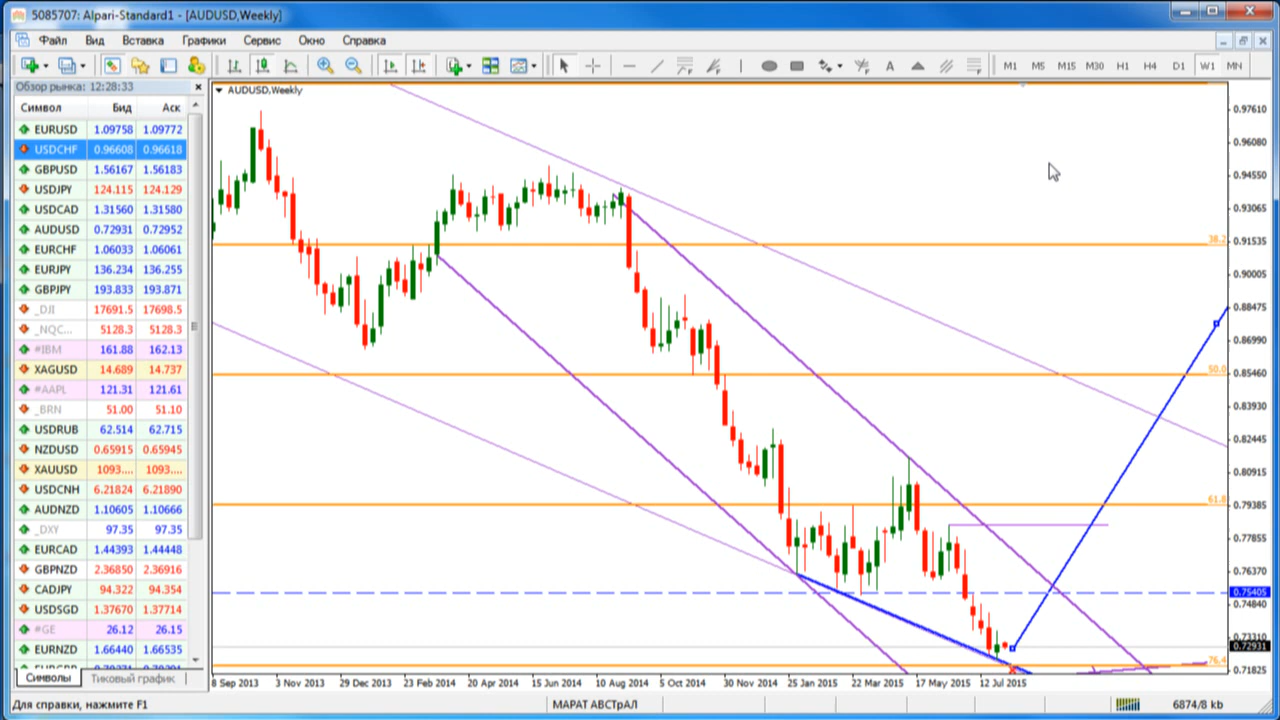 5085707: Alpari-Standard1 - [AUDUSD,Weekly]
Файл Вид Вставка Графики Сервис Окно Справка
A M1 M5 M15 M30 H1 H4 D1 W1 MN
Обзор рынка: 12:28:33
Символ Бид Аск
EURUSD 1.09758 1.09772
USDCHF 0.96608 0.96618
GBPUSD 1.56167 1.56183
USDJPY 124.115 124.129
USDCAD 1.31560 1.31580
AUDUSD 0.72931 0.72952
EURCHF 1.06033 1.06061
EURJPY 136.234 136.255
GBPJPY 193.833 193.871
_DJI 17691.5 17698.5
_NQC... 5128.3 5128.3
#IBM 161.88 162.13
XAGUSD 14.689 14.737
#AAPL 121.31 121.61
_BRN 51.00 51.10
USDRUB 62.514 62.715
NZDUSD 0.65915 0.65945
XAUUSD 1093.... 1093....
USDCNH 6.21824 6.21890
AUDNZD 1.10605 1.10666
_DXY 97.35 97.35
EURCAD 1.44393 1.44448
GBPNZD 2.36850 2.36916
CADJPY 94.322 94.354
USDSGD 1.37670 1.37714
#GE 26.12 26.15
EURNZD 1.66440 1.66535
Символы Тиковый график
AUDUSD,Weekly
38.2
50.0
61.8
76.4
0.97610
0.96080
0.94550
0.93065
0.91535
0.90005
0.88475
0.86990
0.85460
0.83930
0.82445
0.80915
0.79385
0.77855
0.76370
0.75405
0.74840
0.73310
0.72931
0.71825
8 Sep 2013 3 Nov 2013 29 Dec 2013 23 Feb 2014 20 Apr 2014 15 Jun 2014 10 Aug 2014 5 Oct 2014 30 Nov 2014 25 Jan 2015 22 Mar 2015 17 May 2015 12 Jul 2015
Для справки, нажмите F1 МАРАТ АВСТрАЛ 6874/8 kb